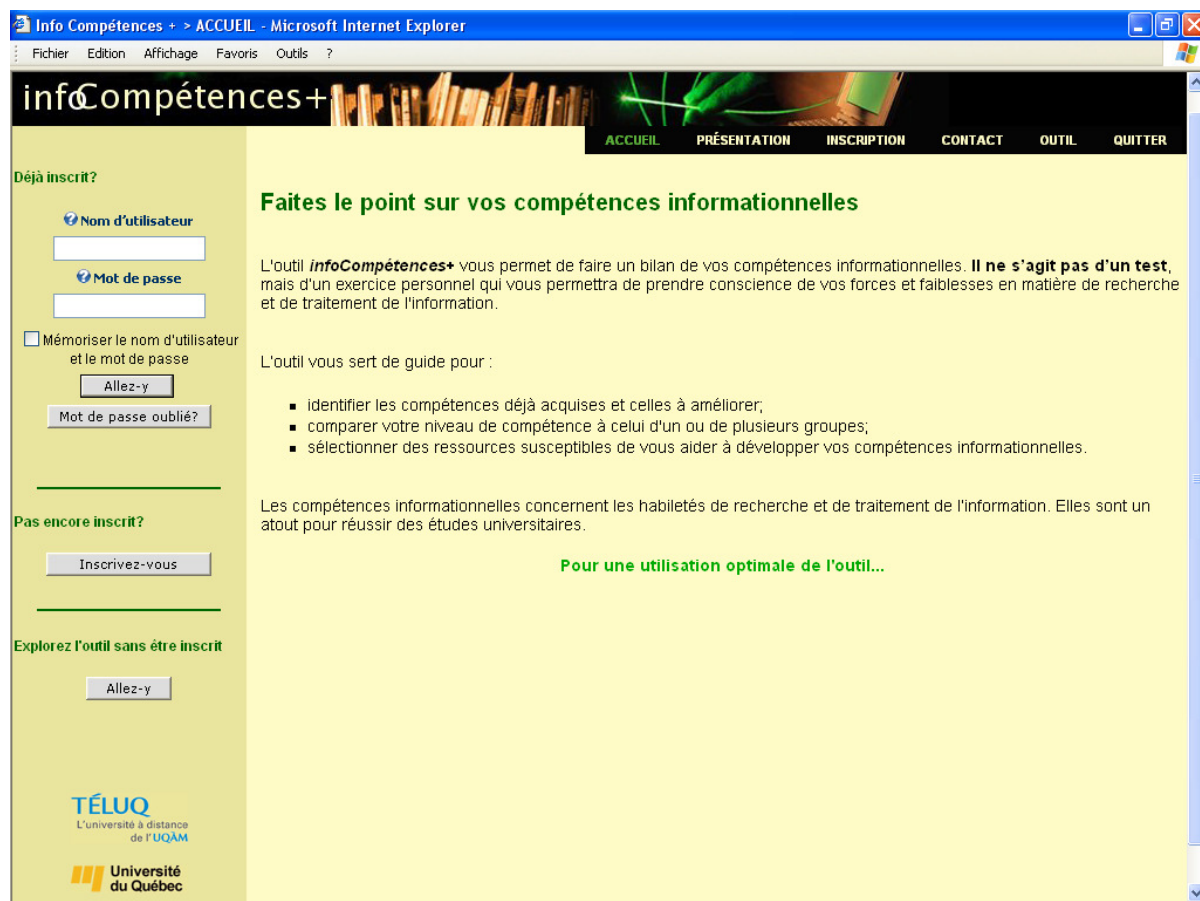 Info Compétences + > ACCUEIL - Microsoft Internet Explorer
Fichier Edition Affichage Favoris Outils ?
infoCompétences+
ACCUEIL PRÉSENTATION INSCRIPTION CONTACT OUTIL QUITTER
Déjà inscrit?
Nom d'utilisateur
Mot de passe
Mémoriser le nom d'utilisateur
et le mot de passe
Allez-y
Mot de passe oublié?
Pas encore inscrit?
Inscrivez-vous
Explorez l'outil sans être inscrit
Allez-y
TÉLUQ
L'université à distance
de l'UQÀM
Université
du Québec
Faites le point sur vos compétences informationnelles
L'outil infoCompétences+ vous permet de faire un bilan de vos compétences informationnelles. Il ne s'agit pas d'un test,
mais d'un exercice personnel qui vous permettra de prendre conscience de vos forces et faiblesses en matière de recherche
et de traitement de l'information.
L'outil vous sert de guide pour :
▪ identifier les compétences déjà acquises et celles à améliorer;
▪ comparer votre niveau de compétence à celui d'un ou de plusieurs groupes;
▪ sélectionner des ressources susceptibles de vous aider à développer vos compétences informationnelles.
Les compétences informationnelles concernent les habiletés de recherche et de traitement de l'information. Elles sont un
atout pour réussir des études universitaires.
Pour une utilisation optimale de l'outil...